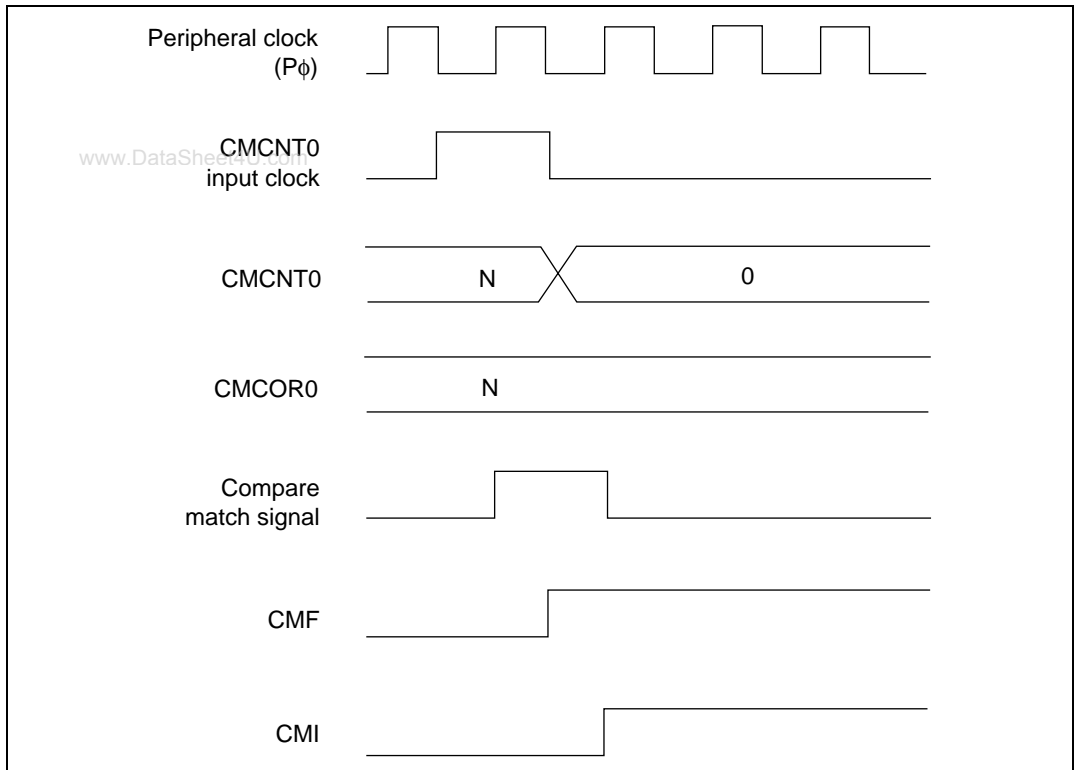 Peripheral clock
(Pϕ)
CMCNT0
www.DataSheet4U.com
input clock
CMCNT0
N
0
CMCOR0
N
Compare
match signal
CMF
CMI